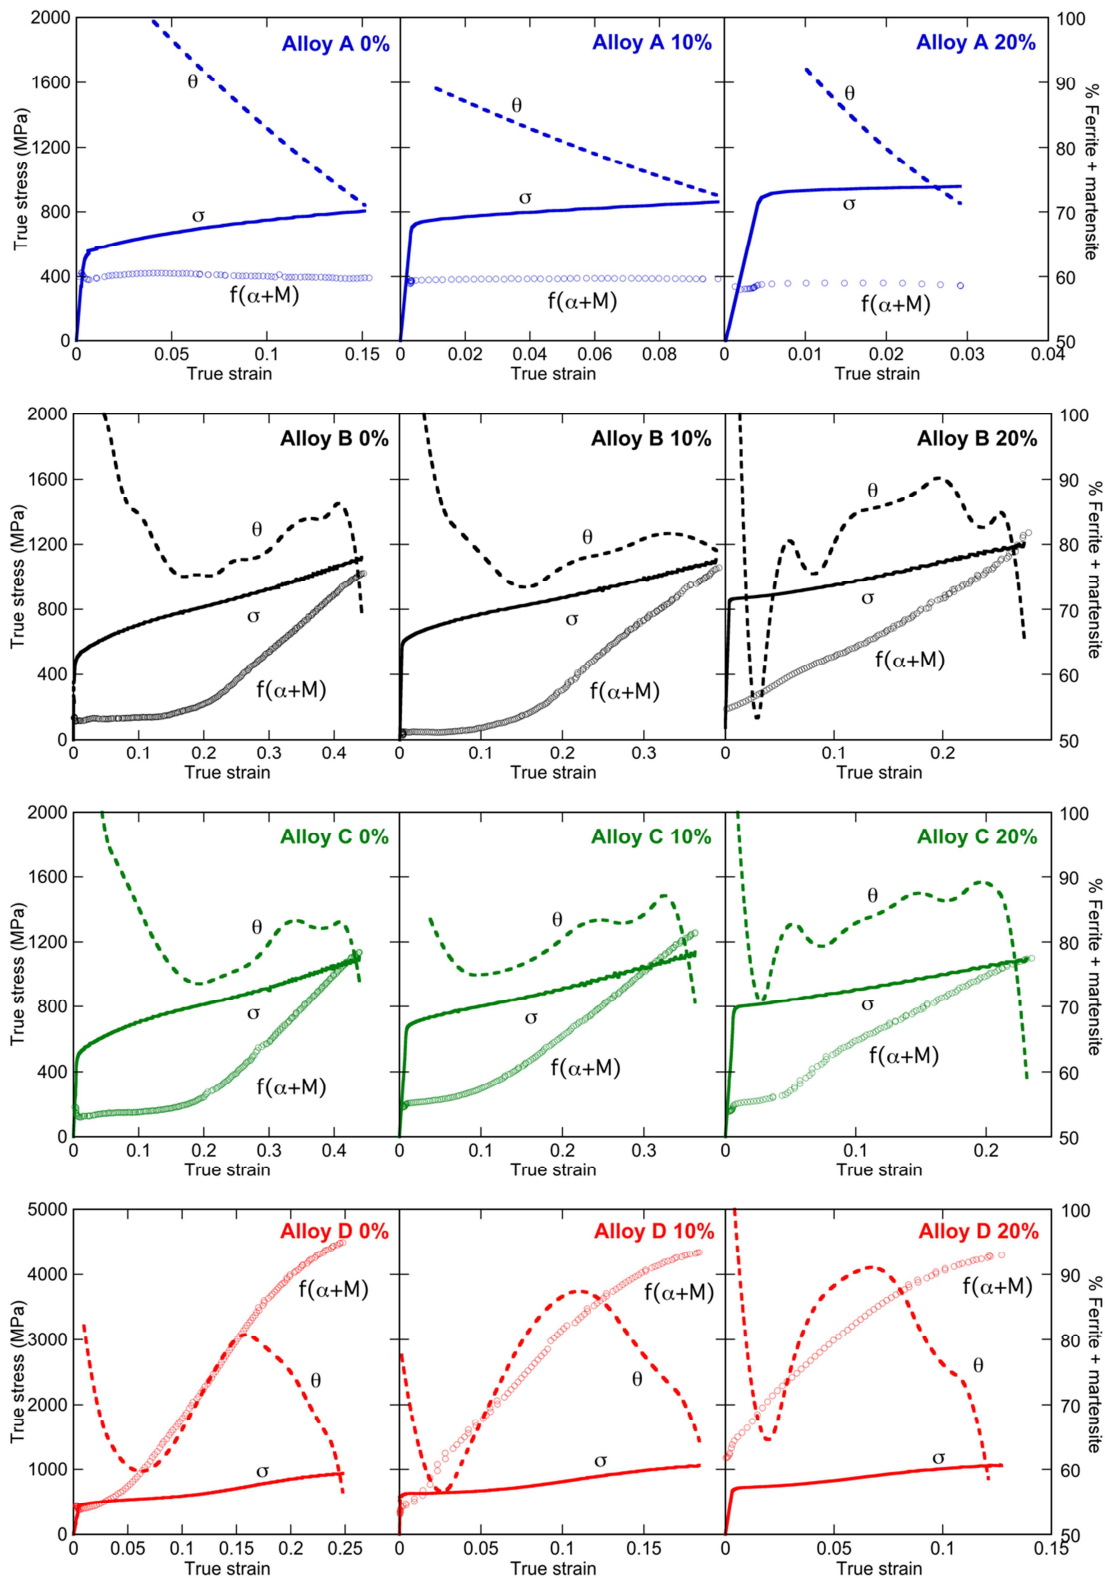 2000
1600
1200
800
400
0
True stress (MPa)
Alloy A 0%
θ
σ
f(α+M)
0 0.05 0.1 0.15
True strain
Alloy A 10%
θ
σ
f(α+M)
0 0.02 0.04 0.06 0.08
True strain
Alloy A 20%
θ
σ
f(α+M)
0 0.01 0.02 0.03 0.04
True strain
100
90
80
70
60
50
% Ferrite + martensite
2000
1600
1200
800
400
0
True stress (MPa)
Alloy B 0%
θ
σ
f(α+M)
0 0.1 0.2 0.3 0.4
True strain
Alloy B 10%
θ
σ
f(α+M)
0 0.1 0.2 0.3
True strain
Alloy B 20%
θ
σ
f(α+M)
0 0.1 0.2
True strain
100
90
80
70
60
50
% Ferrite + martensite
2000
1600
1200
800
400
0
True stress (MPa)
Alloy C 0%
θ
σ
f(α+M)
0 0.1 0.2 0.3 0.4
True strain
Alloy C 10%
θ
σ
f(α+M)
0 0.1 0.2 0.3
True strain
Alloy C 20%
θ
σ
f(α+M)
0 0.1 0.2
True strain
100
90
80
70
60
50
% Ferrite + martensite
5000
4000
3000
2000
1000
0
True stress (MPa)
Alloy D 0%
f(α+M)
θ
σ
0 0.05 0.1 0.15 0.2 0.25
True strain
Alloy D 10%
f(α+M)
θ
σ
0 0.05 0.1 0.15
True strain
Alloy D 20%
f(α+M)
θ
σ
0 0.05 0.1 0.15
True strain
100
90
80
70
60
50
% Ferrite + martensite